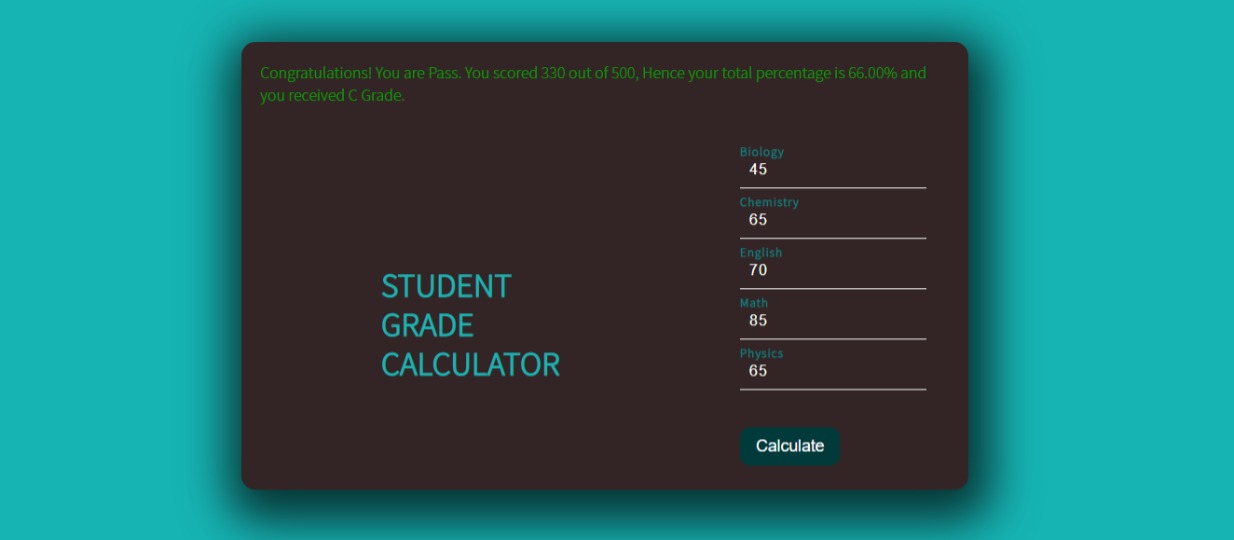 Congratulations! You are Pass. You scored 330 out of 500, Hence your total percentage is 66.00% and
you received C Grade.
STUDENT
GRADE
CALCULATOR
Biology
45
Chemistry
65
English
70
Math
85
Physics
65
Calculate